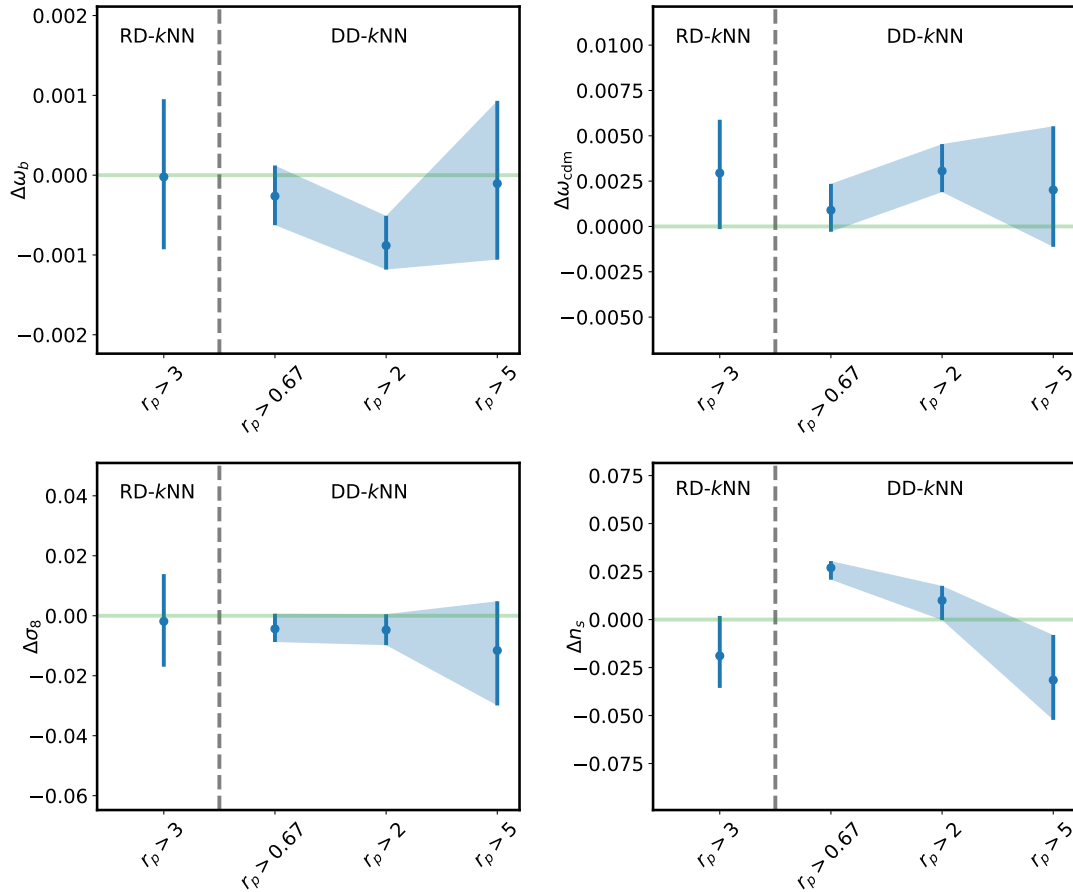 RD-kNN
DD-kNN
0.002
0.001
0.000
−0.001
−0.002
Δω_b
r_p > 3
r_p > 0.67
r_p > 2
r_p > 5
RD-kNN
DD-kNN
0.0100
0.0075
0.0050
0.0025
0.0000
−0.0025
−0.0050
Δω_cdm
r_p > 3
r_p > 0.67
r_p > 2
r_p > 5
RD-kNN
DD-kNN
0.04
0.02
0.00
−0.02
−0.04
−0.06
Δσ_8
r_p > 3
r_p > 0.67
r_p > 2
r_p > 5
RD-kNN
DD-kNN
0.075
0.050
0.025
0.000
−0.025
−0.050
−0.075
Δn_s
r_p > 3
r_p > 0.67
r_p > 2
r_p > 5